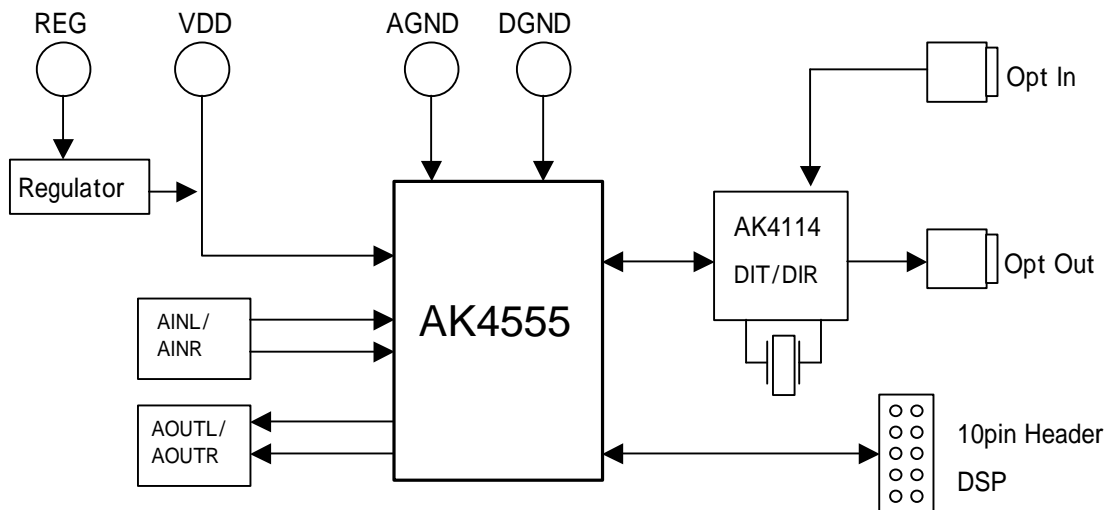 REG
VDD
AGND
DGND
Opt In
Regulator
AK4114
DIT/DIR
Opt Out
AK4555
AINL/
AINR
AOUTL/
AOUTR
10pin Header
DSP